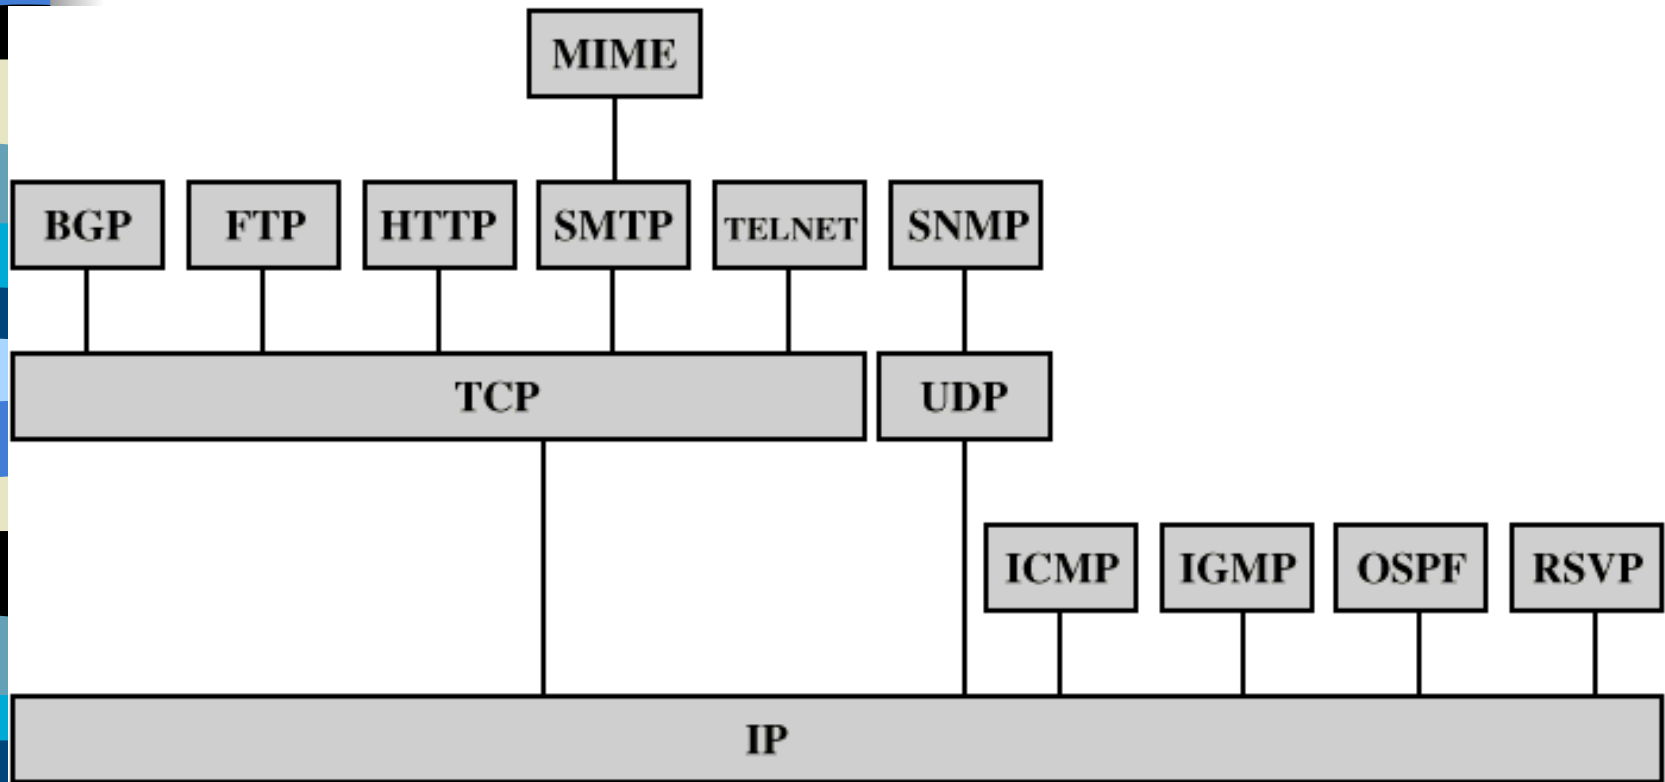 MIME
BGP FTP HTTP SMTP TELNET SNMP
TCP UDP
ICMP IGMP OSPF RSVP
IP